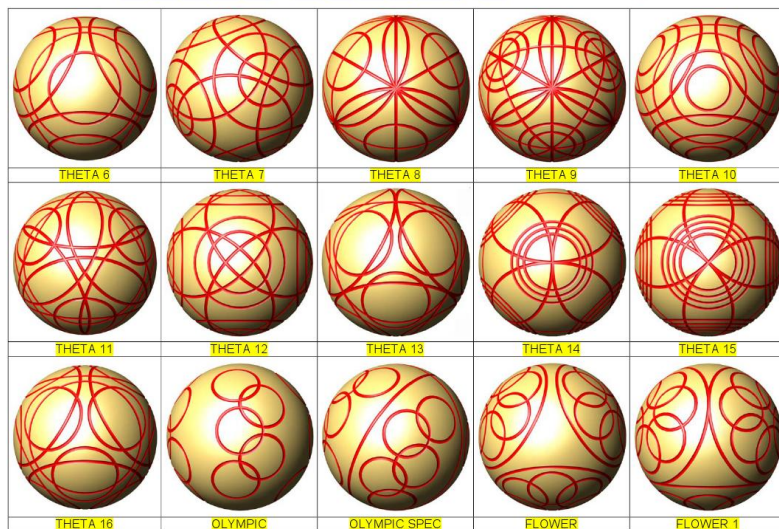 THETA 6
THETA 7
THETA 8
THETA 9
THETA 10
THETA 11
THETA 12
THETA 13
THETA 14
THETA 15
THETA 16
OLYMPIC
OLYMPIC SPEC
FLOWER
FLOWER 1